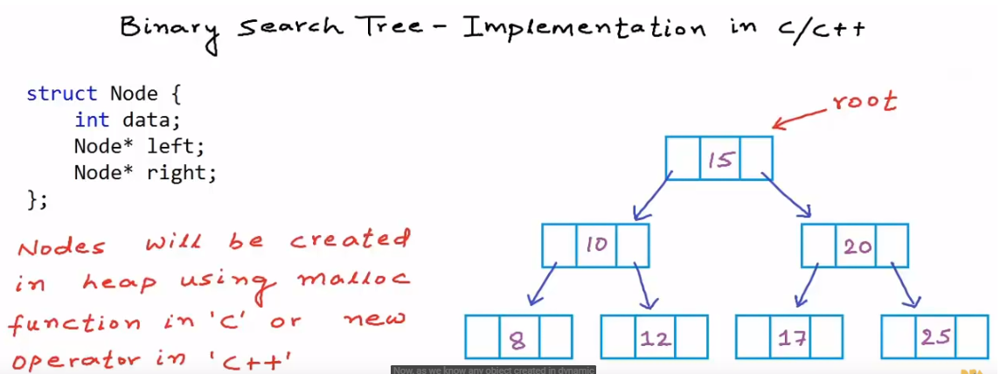 Binary Search Tree - Implementation in c/c++
struct Node {
int data;
Node* left;
Node* right;
};
Nodes will be created
in heap using malloc
function in 'c' or new
operator in 'c++'
root
15
10
20
8
12
17
25
Now, as we know any object created in dynamic